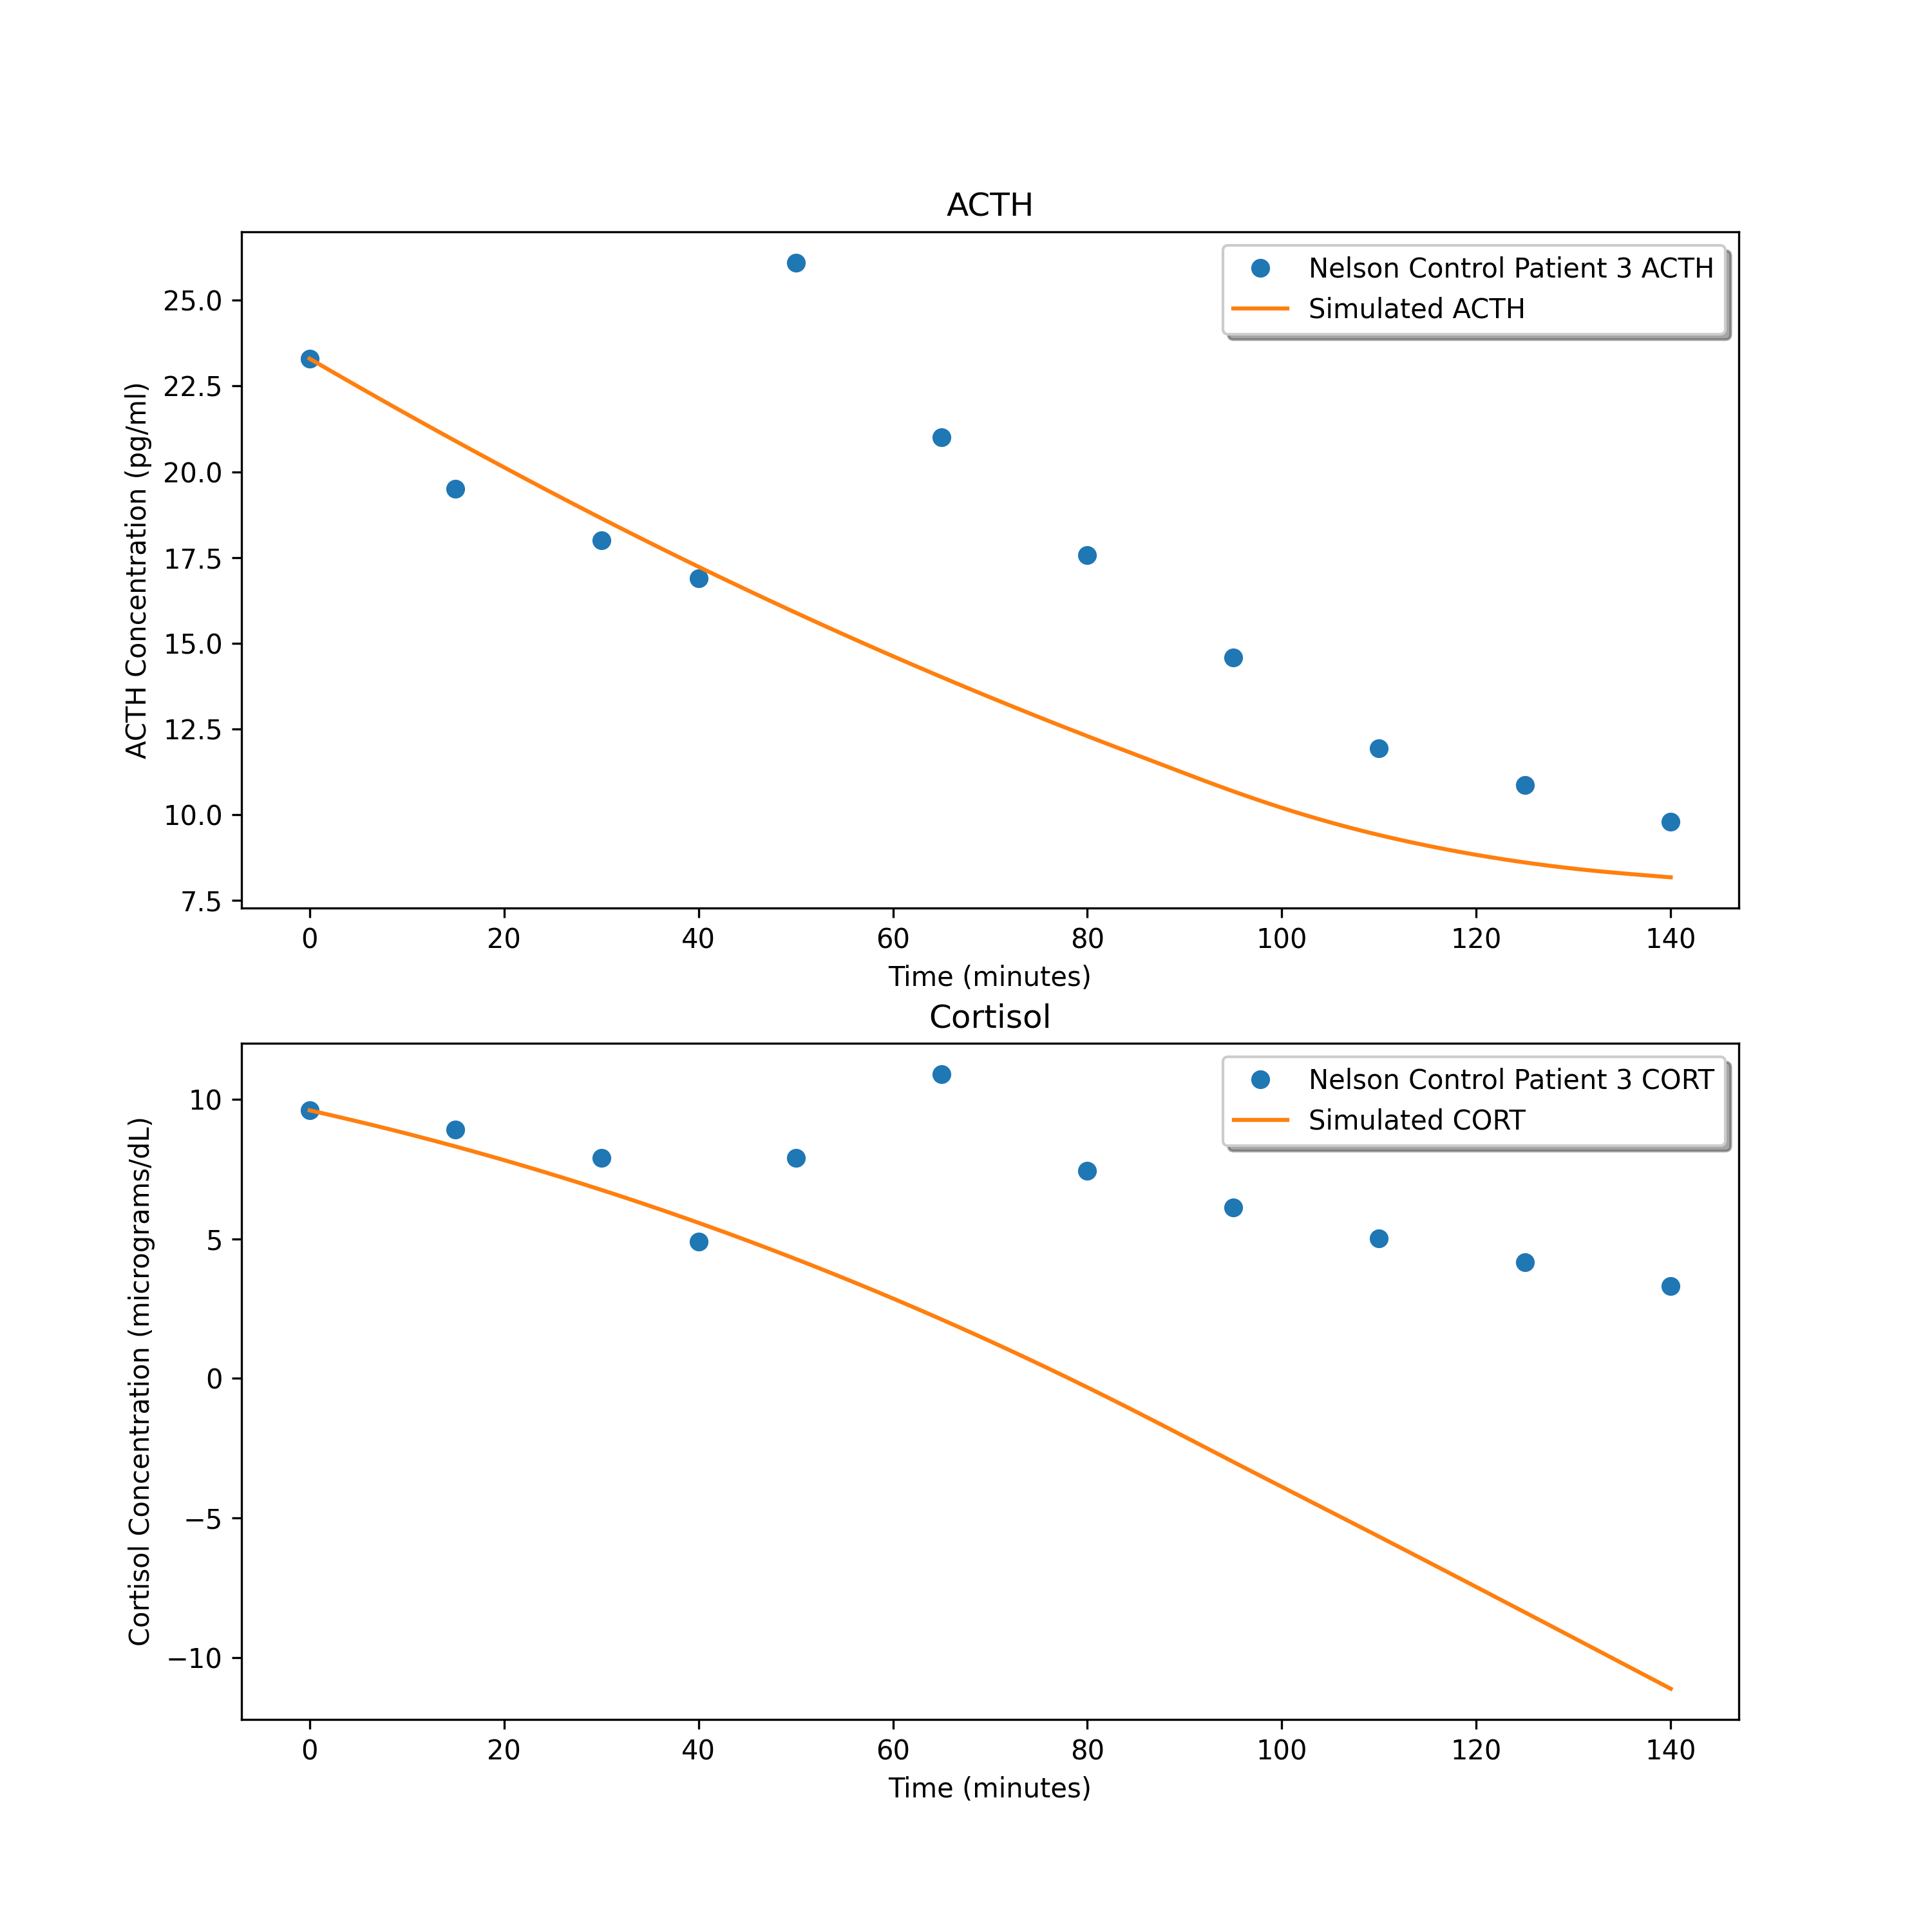 ACTH
Nelson Control Patient 3 ACTH
Simulated ACTH
ACTH Concentration (pg/ml)
25.0
22.5
20.0
17.5
15.0
12.5
10.0
7.5
0 20 40 60 80 100 120 140
Time (minutes)
Cortisol
Nelson Control Patient 3 CORT
Simulated CORT
Cortisol Concentration (micrograms/dL)
10
5
0
−5
−10
0 20 40 60 80 100 120 140
Time (minutes)